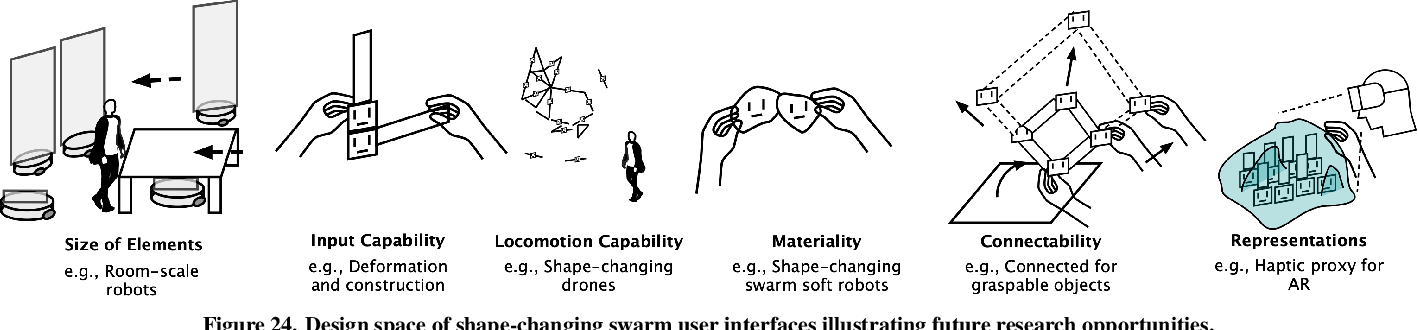 Size of Elements
e.g., Room-scale
robots
Input Capability
e.g., Deformation
and construction
Locomotion Capability
e.g., Shape-changing
drones
Materiality
e.g., Shape-changing
swarm soft robots
Connectability
e.g., Connected for
graspable objects
Representations
e.g., Haptic proxy for
AR
Figure 24. Design space of shape-changing swarm user interfaces illustrating future research opportunities.